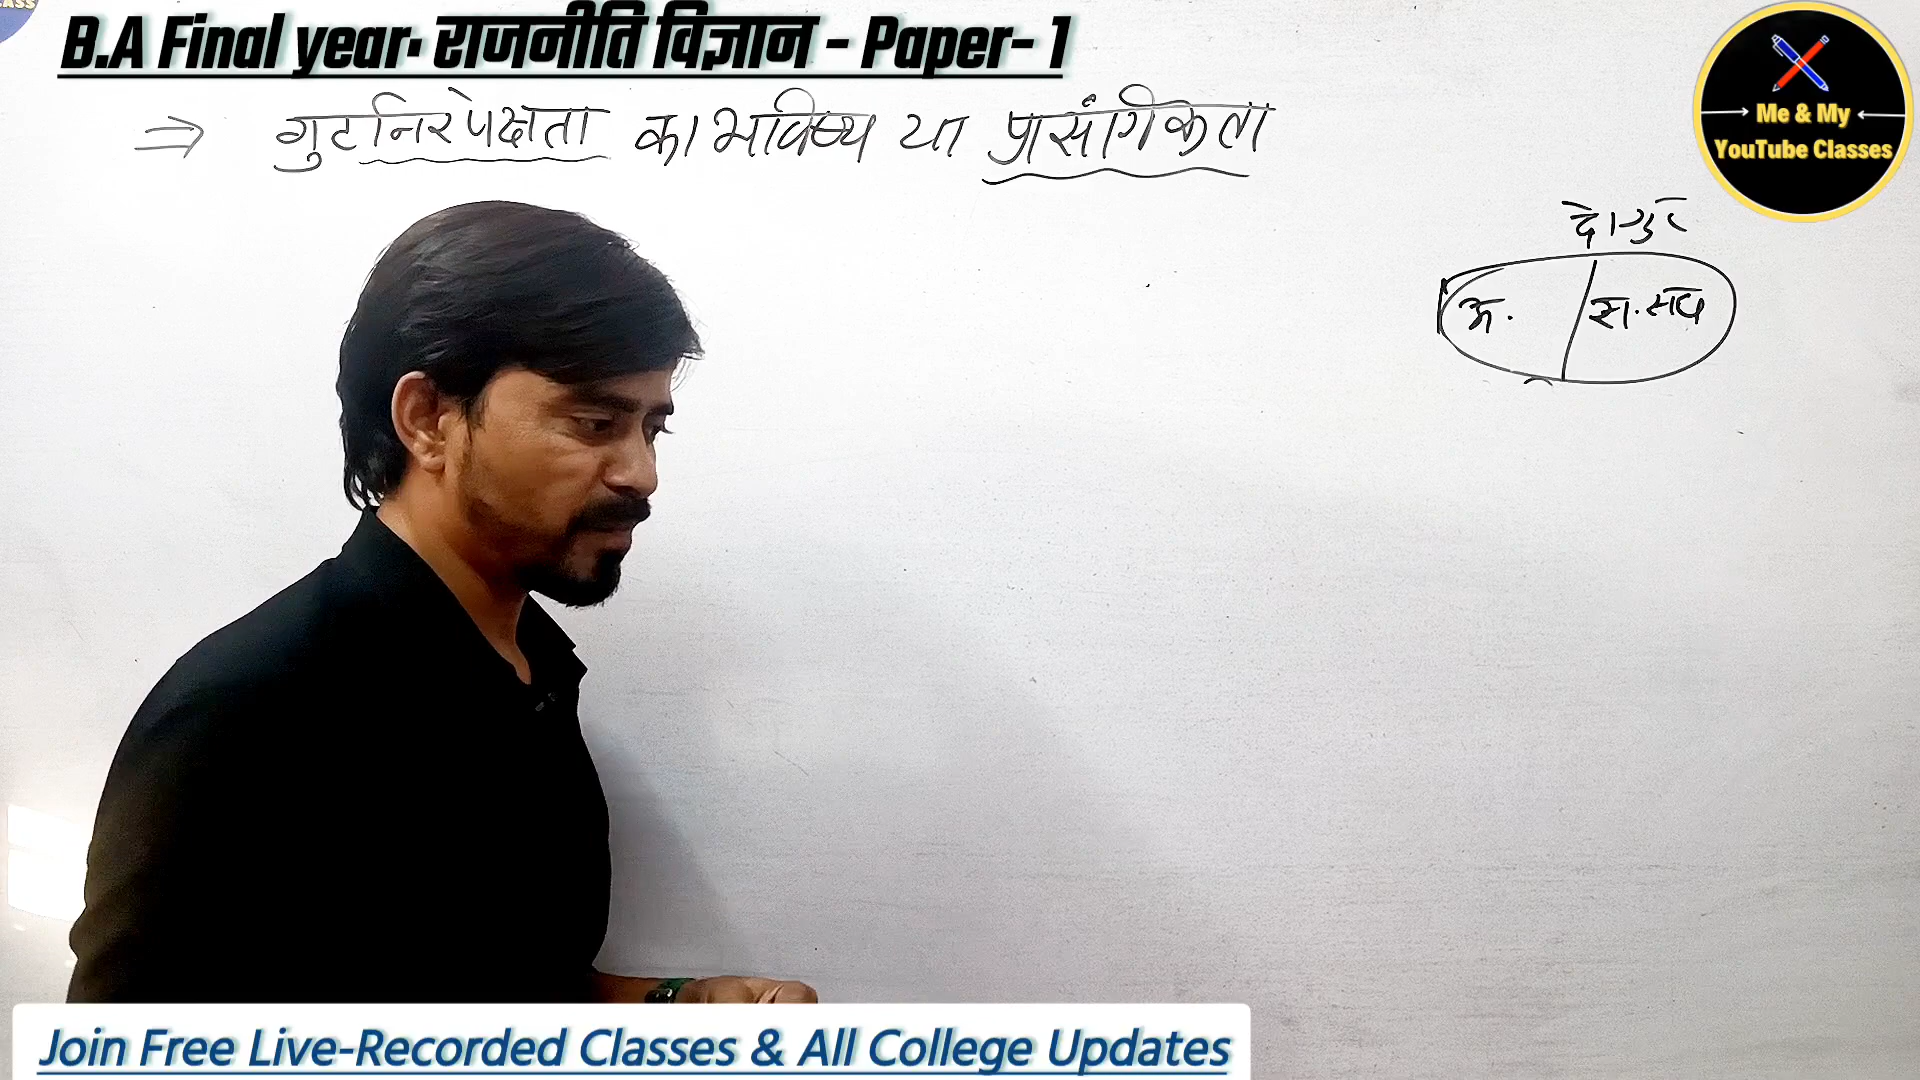 CLASS
B.A Final year. राजनीति विज्ञान - Paper- 1
Me & My
YouTube Classes
⇒ गुटनिरपेक्षता का भविष्य या प्रासंगिकता
अ.
Join Free Live-Recorded Classes & All College Updates